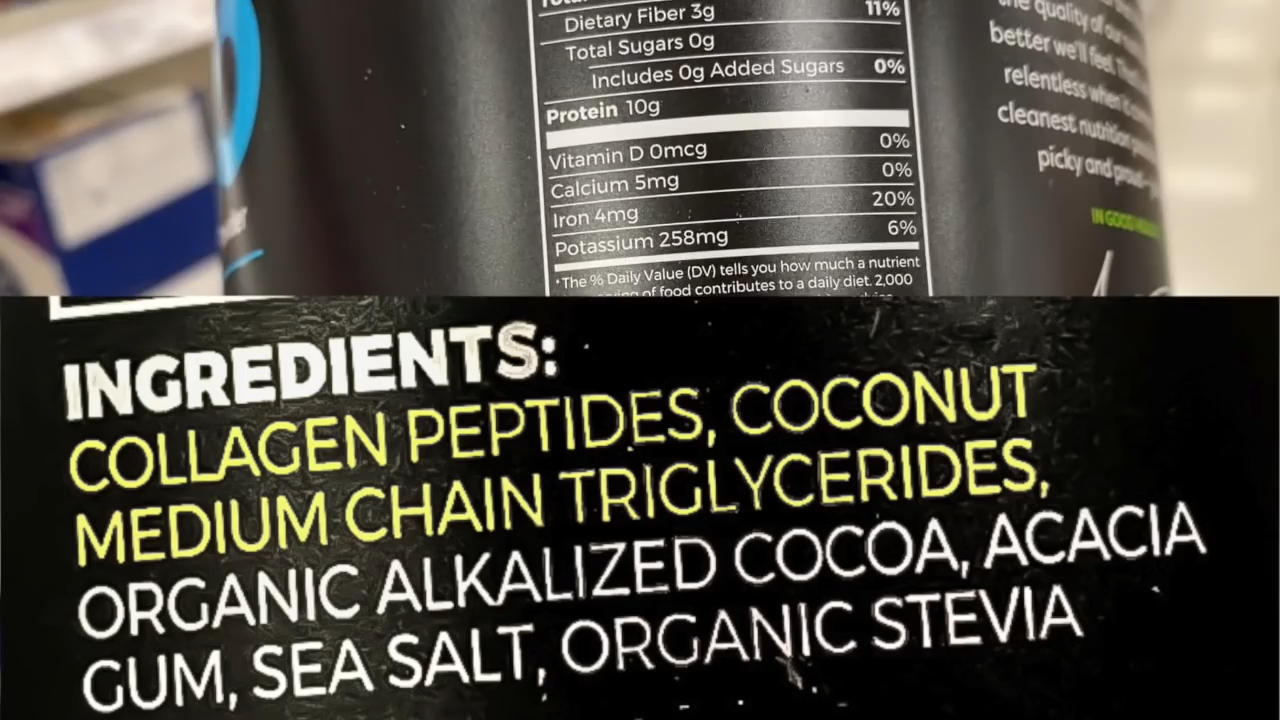 Dietary Fiber 3g 11%
Total Sugars 0g
Includes 0g Added Sugars 0%
Protein 10g
Vitamin D 0mcg 0%
Calcium 5mg 0%
Iron 4mg 20%
Potassium 258mg 6%
*The % Daily Value (DV) tells you how much a nutrient
of food contributes to a daily diet. 2,000
the quality of our
better we'll feel.
relentless when
cleanest nutrition
picky and proud
IN GOOD
INGREDIENTS:
COLLAGEN PEPTIDES, COCONUT
MEDIUM CHAIN TRIGLYCERIDES,
ORGANIC ALKALIZED COCOA, ACACIA
GUM, SEA SALT, ORGANIC STEVIA